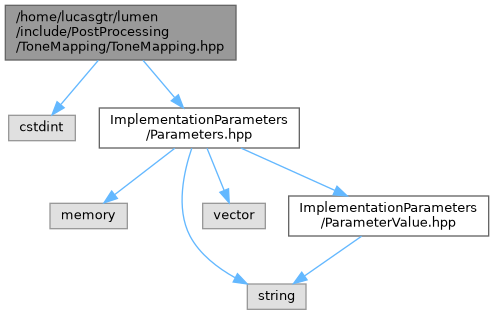 /home/lucasgtr/lumen
/include/PostProcessing
/ToneMapping/ToneMapping.hpp
cstdint
ImplementationParameters
/Parameters.hpp
memory
vector
ImplementationParameters
/ParameterValue.hpp
string